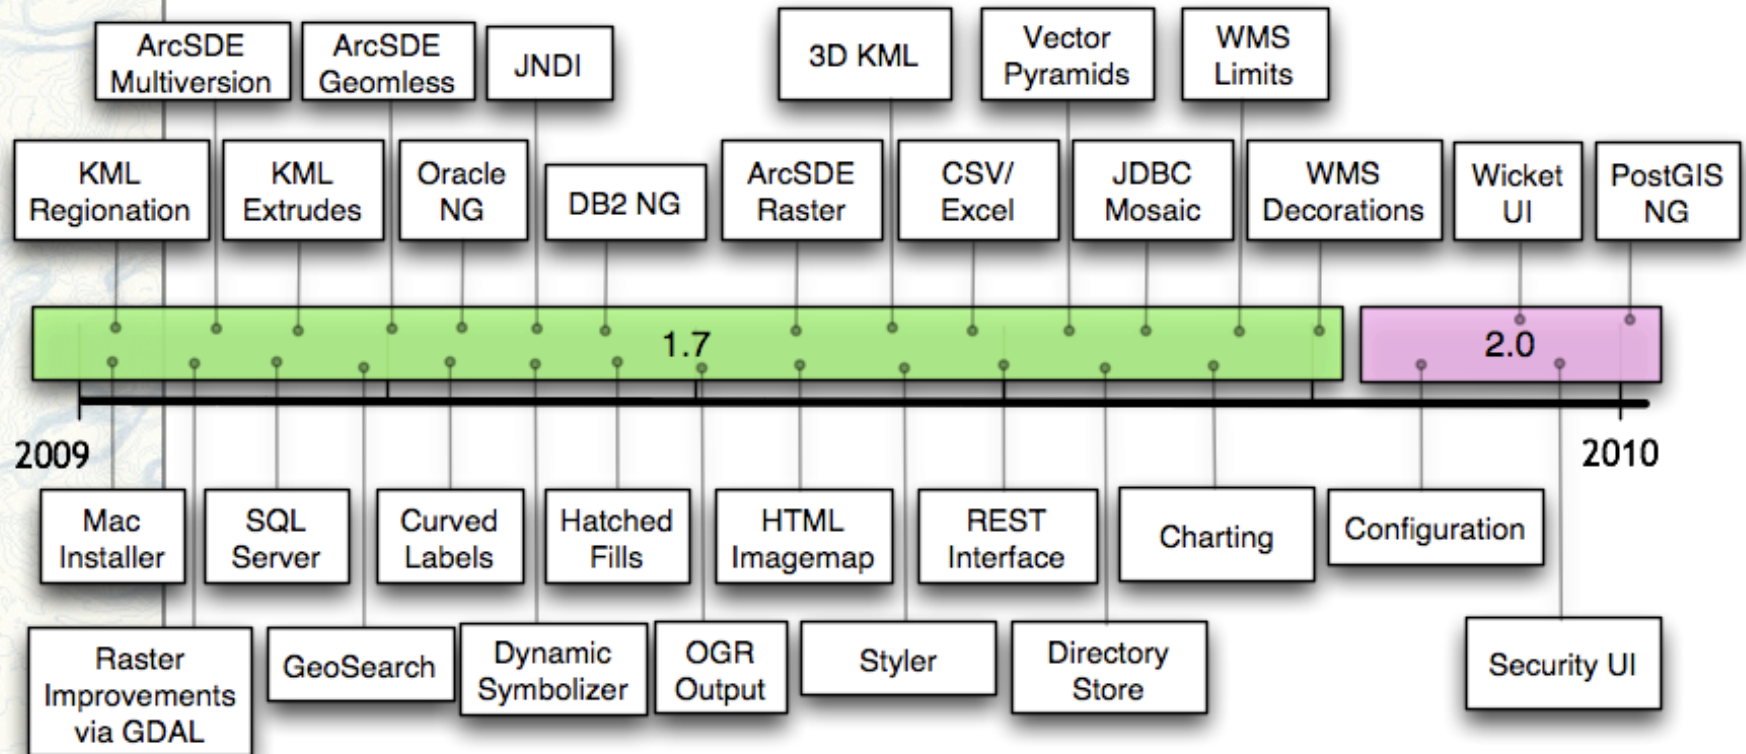 ArcSDE
Multiversion
ArcSDE
Geomless
JNDI
3D KML
Vector
Pyramids
WMS
Limits
KML
Regionation
KML
Extrudes
Oracle
NG
DB2 NG
ArcSDE
Raster
CSV/
Excel
JDBC
Mosaic
WMS
Decorations
Wicket
UI
PostGIS
NG
1.7
2.0
2009
2010
Mac
Installer
SQL
Server
Curved
Labels
Hatched
Fills
HTML
Imagemap
REST
Interface
Charting
Configuration
Raster
Improvements
via GDAL
GeoSearch
Dynamic
Symbolizer
OGR
Output
Styler
Directory
Store
Security UI